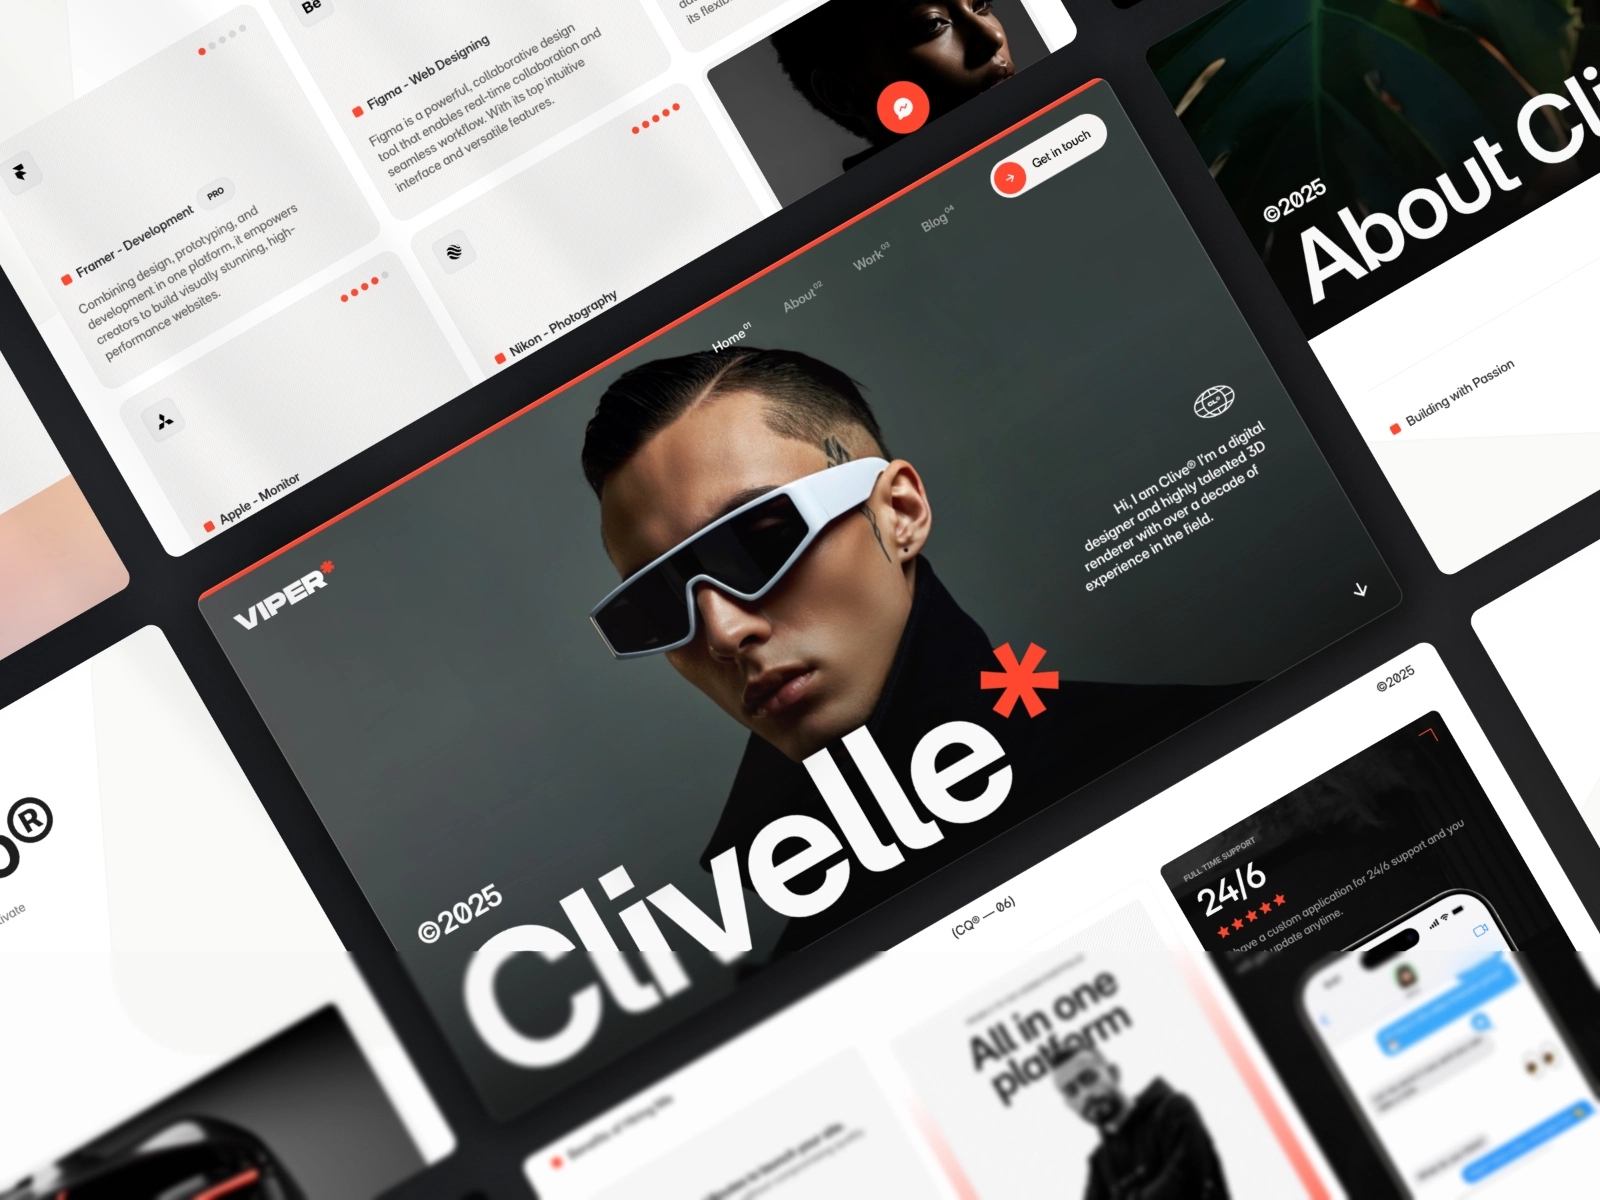 Be
Figma - Web Designing
Figma is a powerful, collaborative design
tool that enables real-time collaboration and
seamless workflow. With its top intuitive
interface and versatile features.
its flexi
Framer - Development
PRO
Combining design, prototyping, and
development in one platform, it empowers
creators to build visually stunning, high-
performance websites.
Nikon - Photography
Apple - Monitor
Get in touch
Home01
About02
Work03
Blog04
VIPER*
Hi, I am Clive® I'm a digital
designer and highly talented 3D
renderer with over a decade of
experience in the field.
©2025
Clivelle*
©2025
About Cli
Building with Passion
®
ivate
©2025
(CQ® — 06)
FULL TIME SUPPORT
24/6
have a custom application for 24/6 support and you
update anytime.
All in one
platform